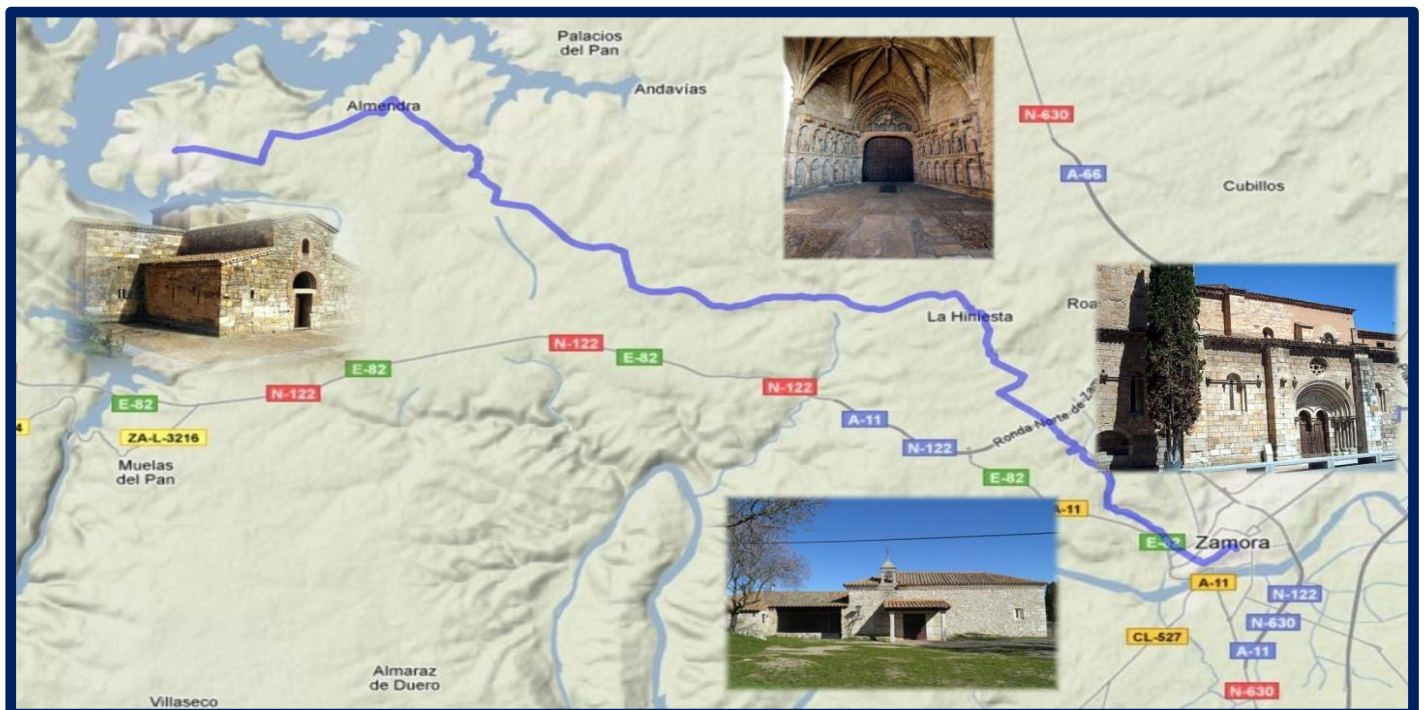 Palacios
del Pan
Andavías
Almendra
N-630
A-66
Cubillos
La Hiniesta
Roa
N-122
E-82
E-82
N-122
N-122
E-82
4
ZA-L-3216
Muelas
del Pan
A-11
N-122
Ronda Norte de Zam
E-82
A-11
Zamora
A-11
N-122
CL-527
N-630
A-11
N-630
Almaraz
de Duero
Villaseco